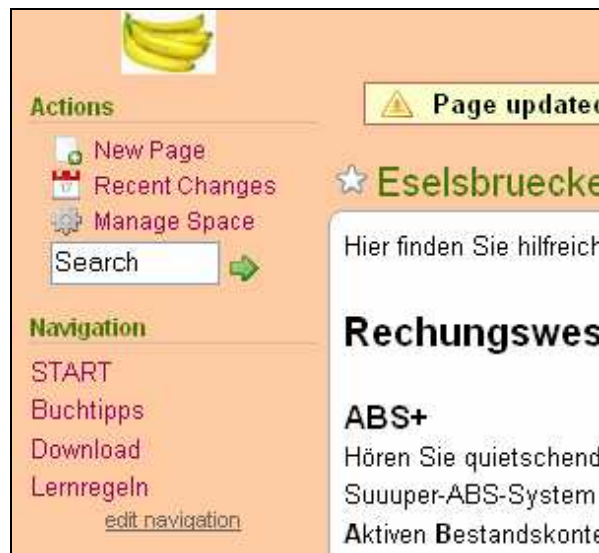 Actions
New Page
Recent Changes
Manage Space
Search
Navigation
START
Buchtipps
Download
Lernregeln
edit navigation
Page updated
Eselsbruecke
Hier finden Sie hilfreich
Rechungswes
ABS+
Hören Sie quietschend
Suuuper-ABS-System
Aktiven Bestandskonte